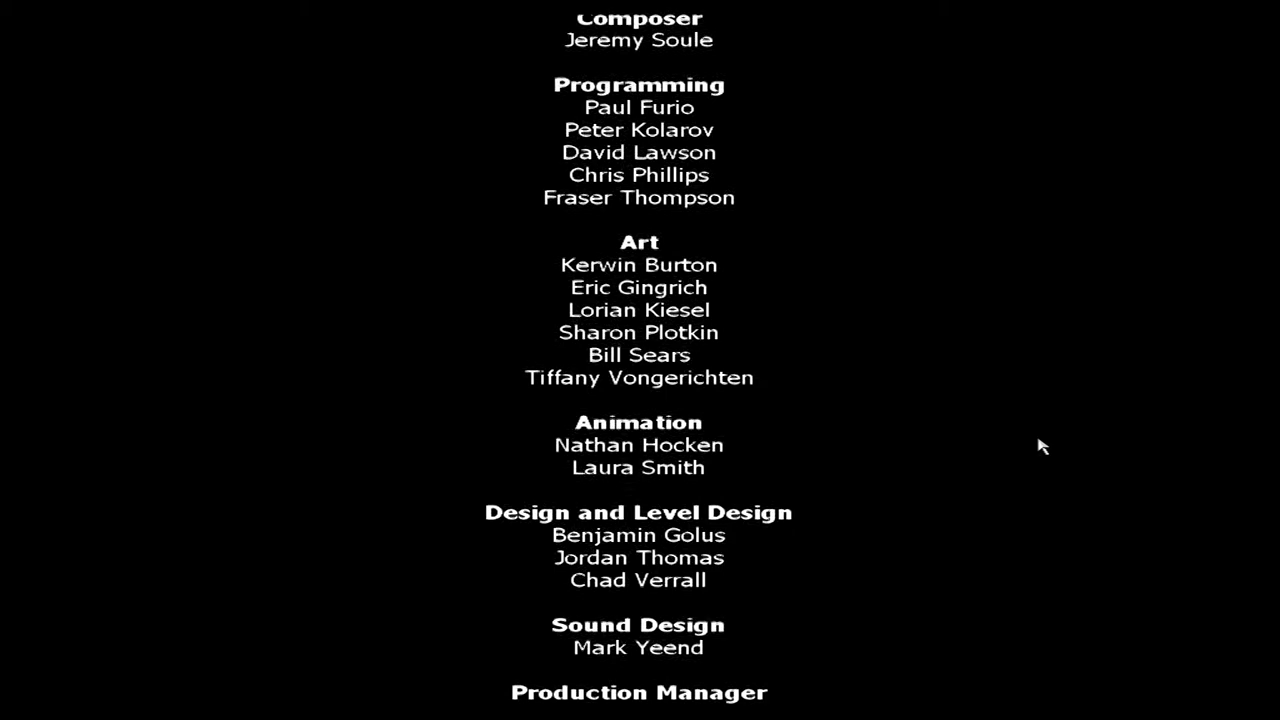 Composer
Jeremy Soule
Programming
Paul Furio
Peter Kolarov
David Lawson
Chris Phillips
Fraser Thompson
Art
Kerwin Burton
Eric Gingrich
Lorian Kiesel
Sharon Plotkin
Bill Sears
Tiffany Vongerichten
Animation
Nathan Hocken
Laura Smith
Design and Level Design
Benjamin Golus
Jordan Thomas
Chad Verrall
Sound Design
Mark Yeend
Production Manager